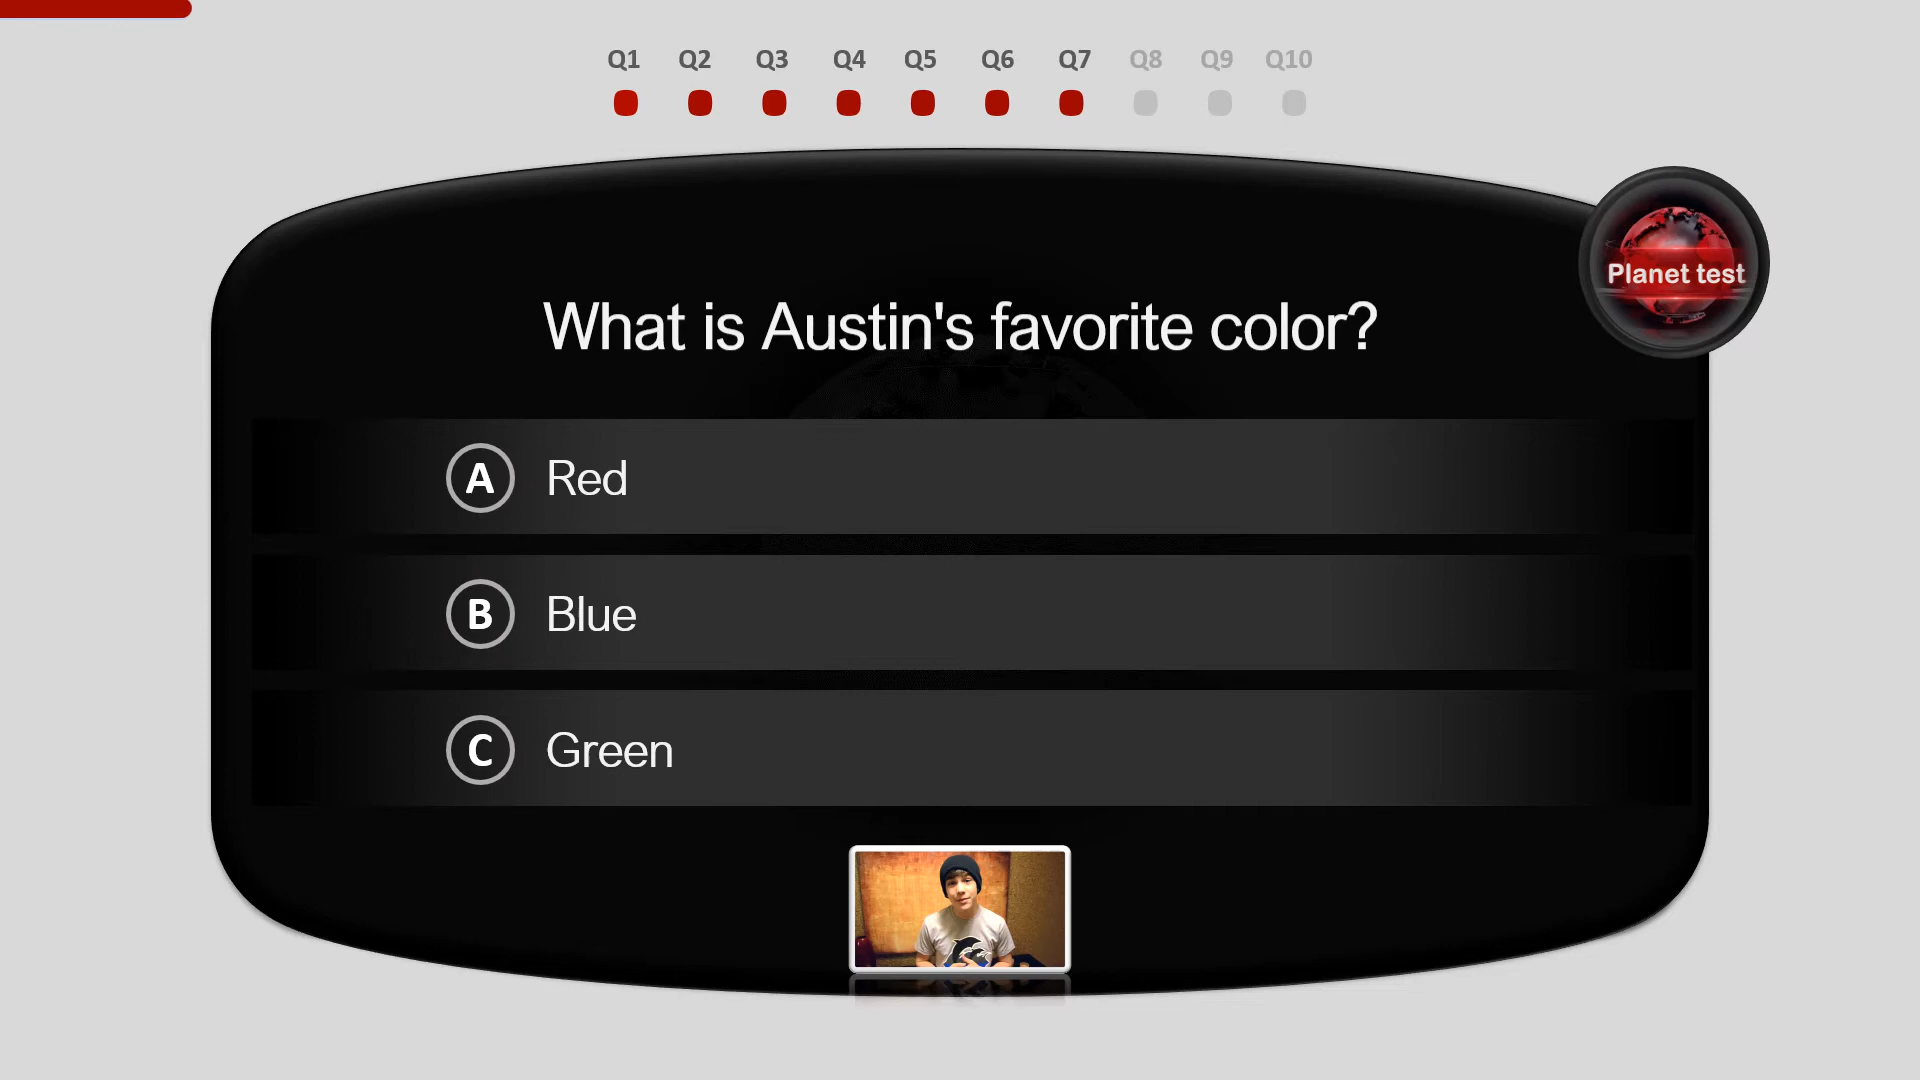 Q1 Q2 Q3 Q4 Q5 Q6 Q7 Q8 Q9 Q10
Planet test
What is Austin's favorite color?
A Red
B Blue
C Green